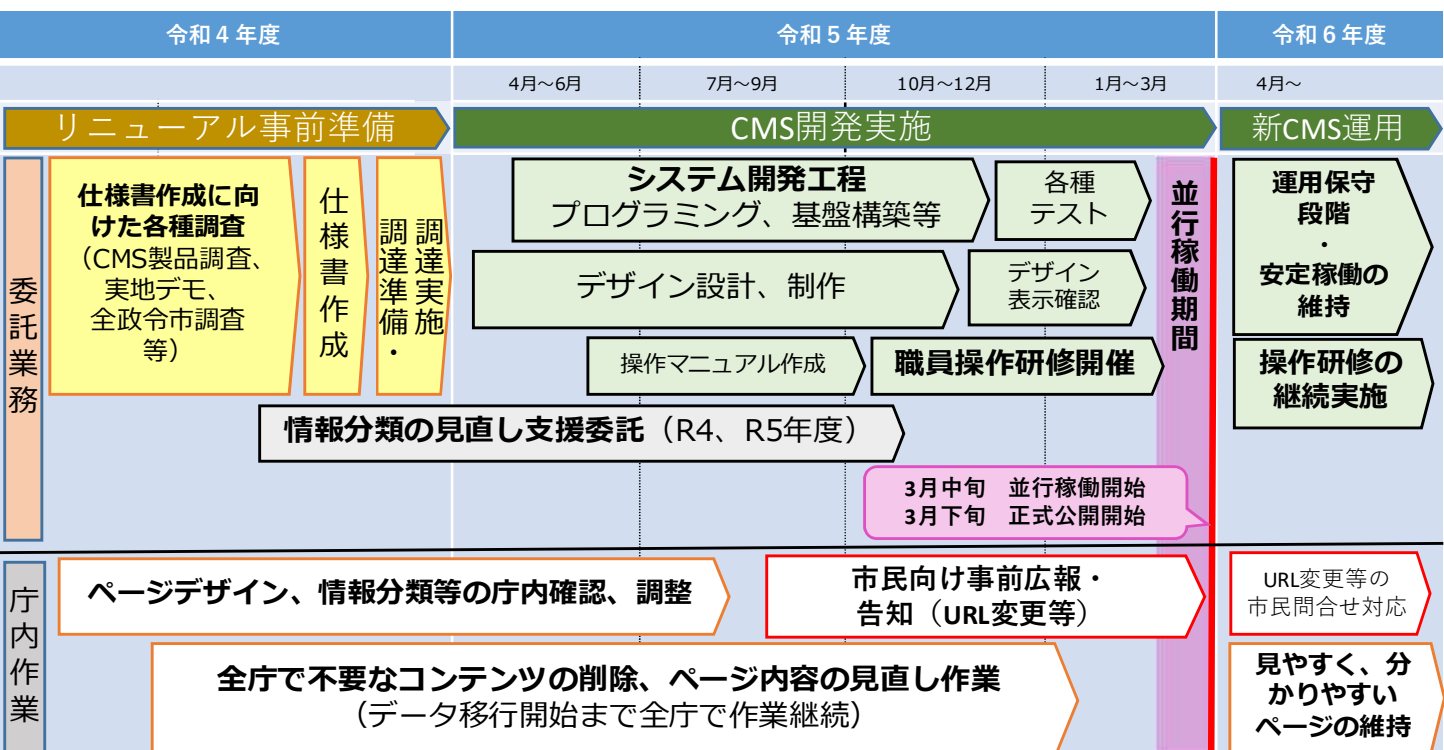 令和4年度
令和5年度
令和6年度
4月～6月
7月～9月
10月～12月
1月～3月
4月～
リニューアル事前準備
CMS開発実施
新CMS運用
委託業務
仕様書作成に向
けた各種調査
（CMS製品調査、
実地デモ、
全政令市調査
等）
仕様書作成
調達準備・
調達実施
システム開発工程
プログラミング、基盤構築等
各種
テスト
デザイン設計、制作
デザイン
表示確認
操作マニュアル作成
職員操作研修開催
並行稼働期間
運用保守
段階
・
安定稼働の
維持
操作研修の
継続実施
情報分類の見直し支援委託（R4、R5年度）
3月中旬　並行稼働開始
3月下旬　正式公開開始
庁内作業
ページデザイン、情報分類等の庁内確認、調整
市民向け事前広報・
告知（URL変更等）
URL変更等の
市民問合せ対応
全庁で不要なコンテンツの削除、ページ内容の見直し作業
（データ移行開始まで全庁で作業継続）
見やすく、分
かりやすい
ページの維持